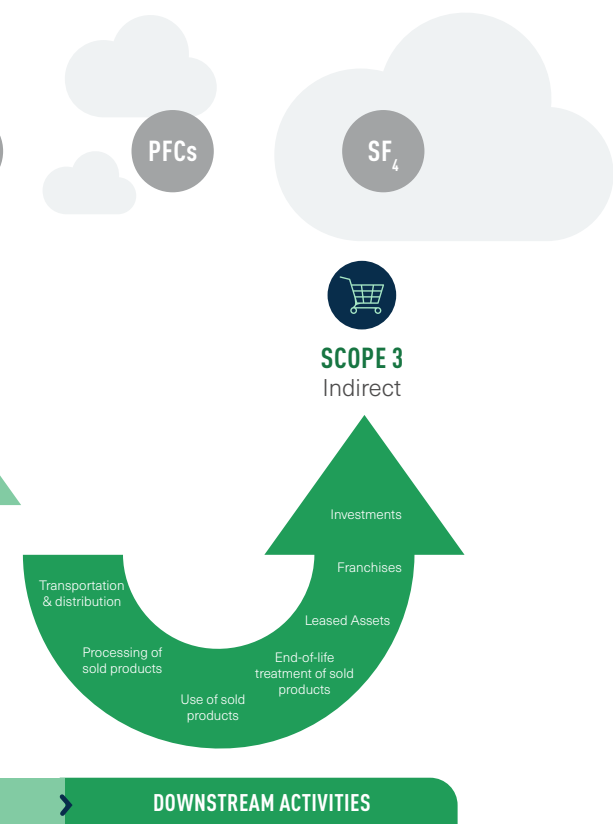 PFCs
SF₄
SCOPE 3
Indirect
Investments
Franchises
Leased Assets
End-of-life
treatment of sold
products
Use of sold
products
Processing of
sold products
Transportation
& distribution
DOWNSTREAM ACTIVITIES